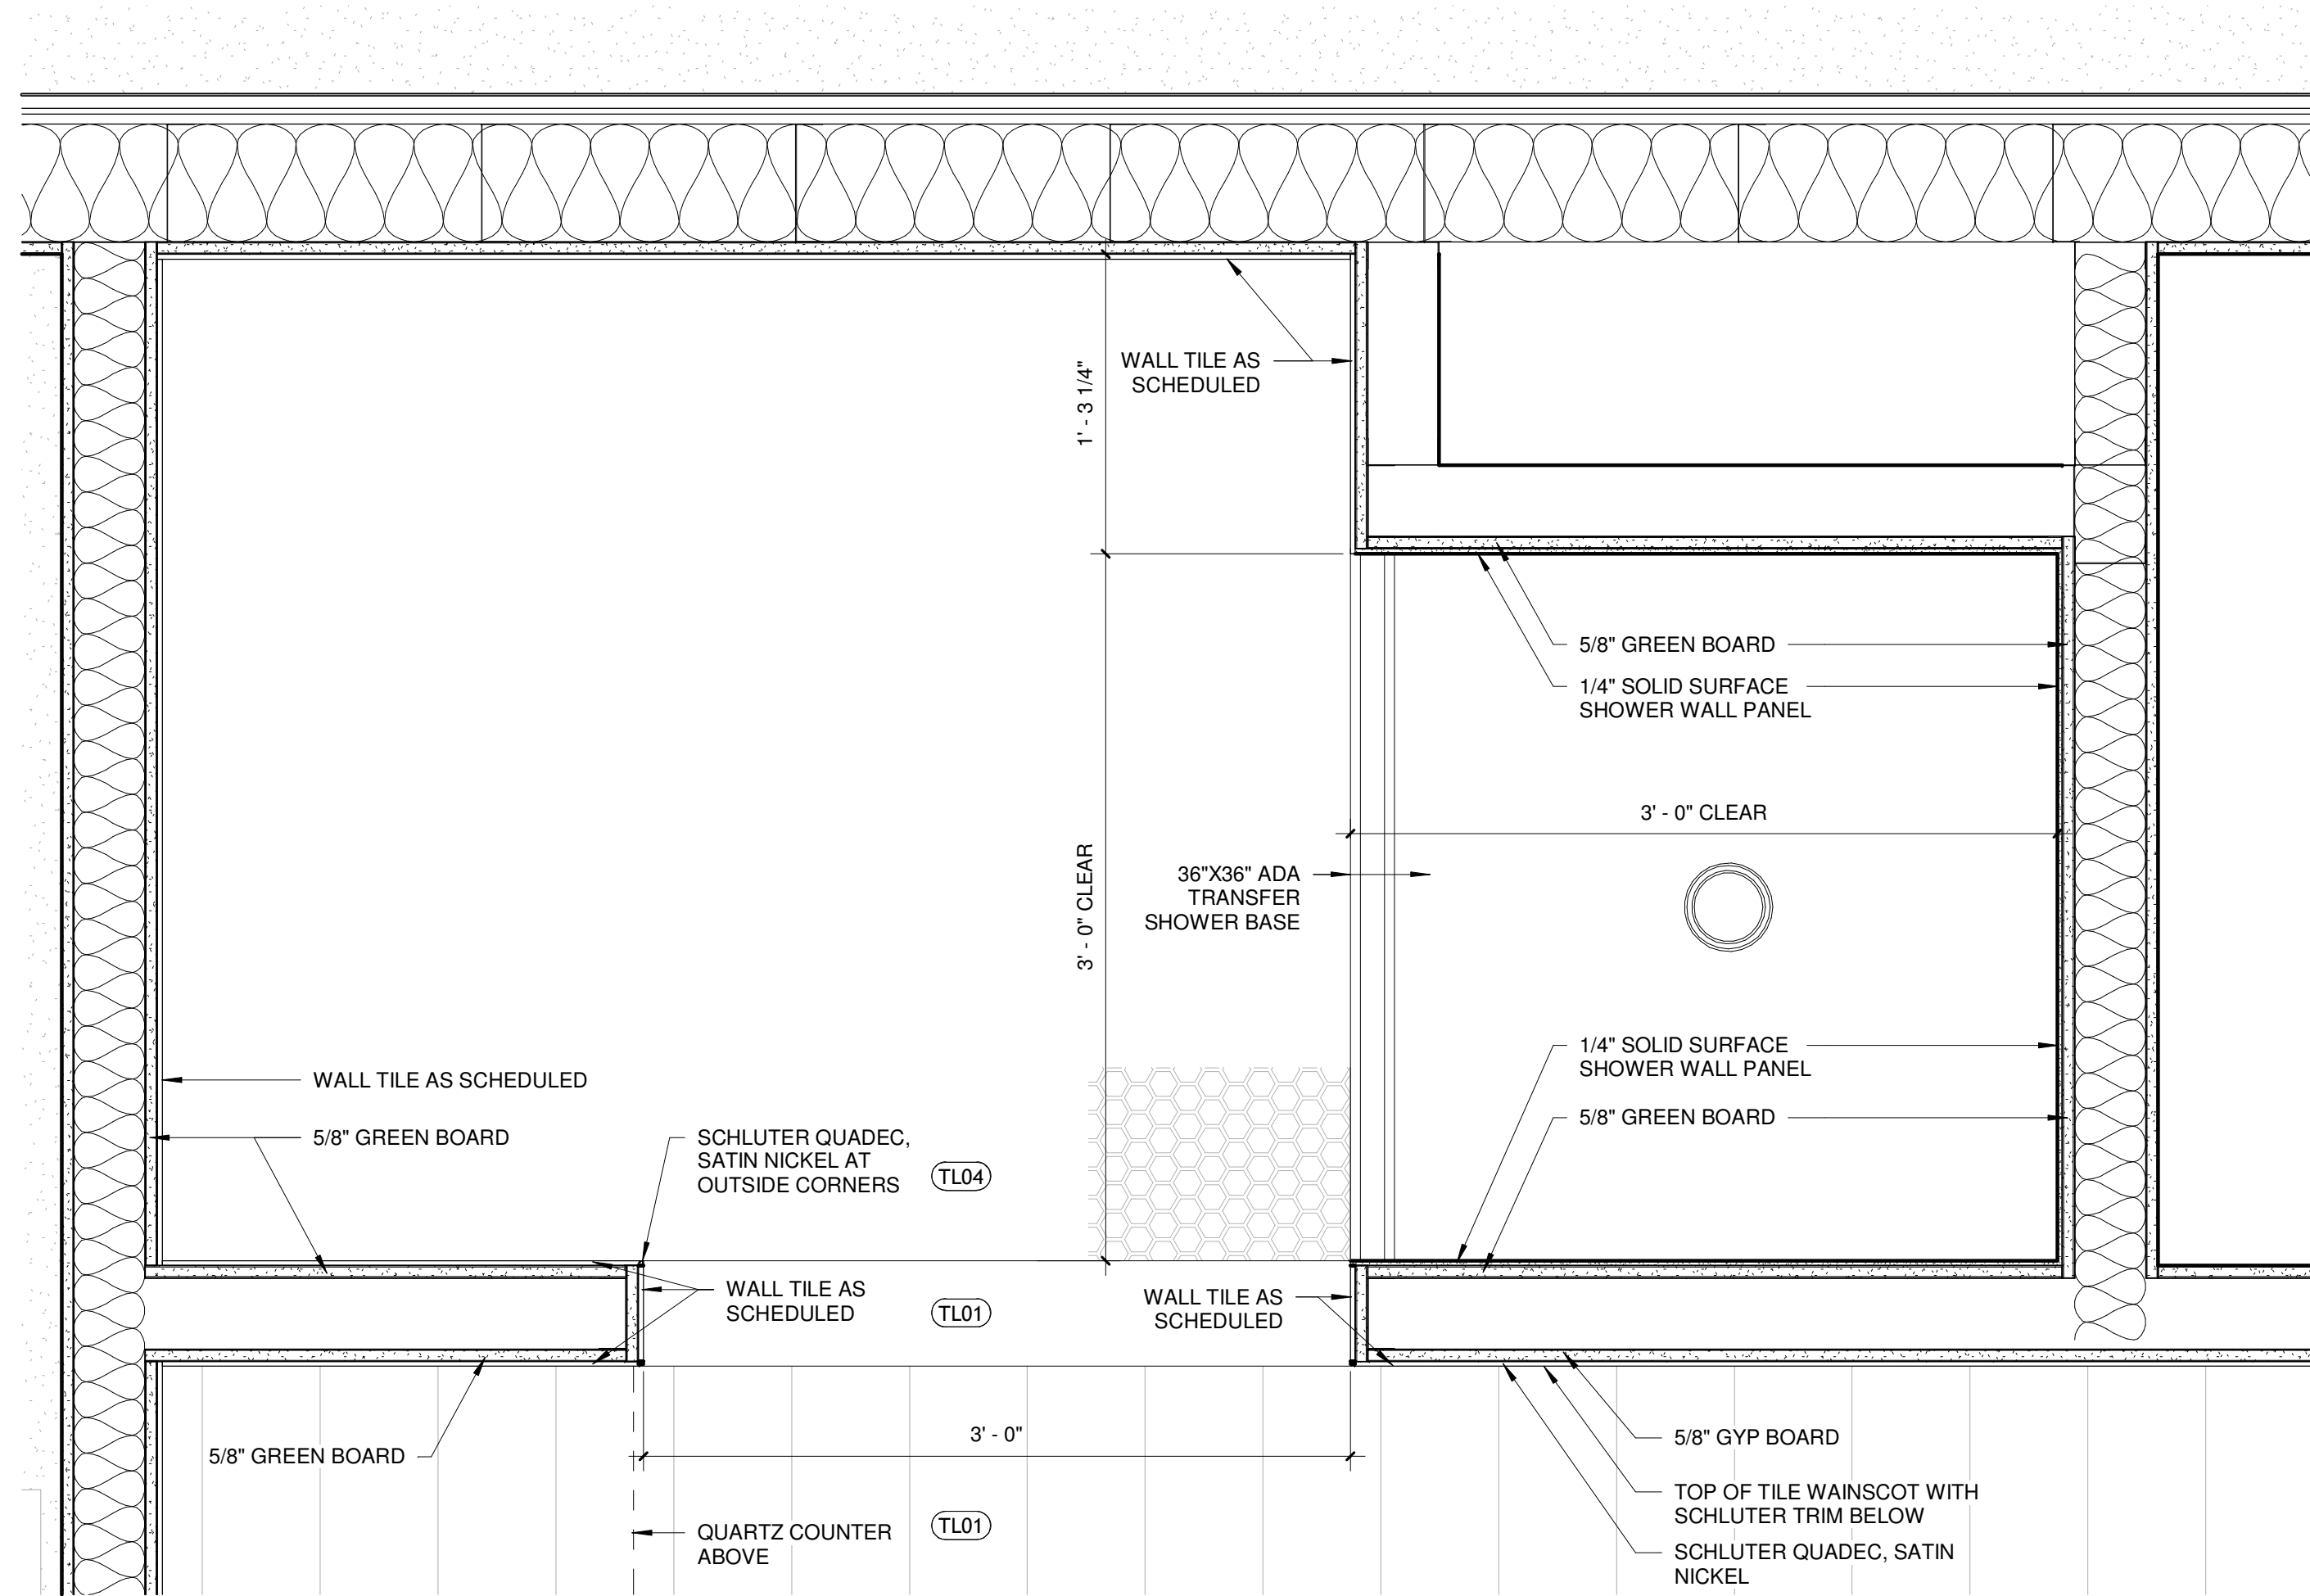 WALL TILE AS
SCHEDULED
1' - 3 1/4"
5/8" GREEN BOARD
1/4" SOLID SURFACE
SHOWER WALL PANEL
3' - 0" CLEAR
3' - 0" CLEAR
36"X36" ADA
TRANSFER
SHOWER BASE
1/4" SOLID SURFACE
SHOWER WALL PANEL
5/8" GREEN BOARD
WALL TILE AS SCHEDULED
5/8" GREEN BOARD
SCHLUTER QUADEC,
SATIN NICKEL AT
OUTSIDE CORNERS
TL04
WALL TILE AS
SCHEDULED
TL01
WALL TILE AS
SCHEDULED
3' - 0"
5/8" GREEN BOARD
5/8" GYP BOARD
TOP OF TILE WAINSCOT WITH
SCHLUTER TRIM BELOW
SCHLUTER QUADEC, SATIN
NICKEL
QUARTZ COUNTER
ABOVE
TL01